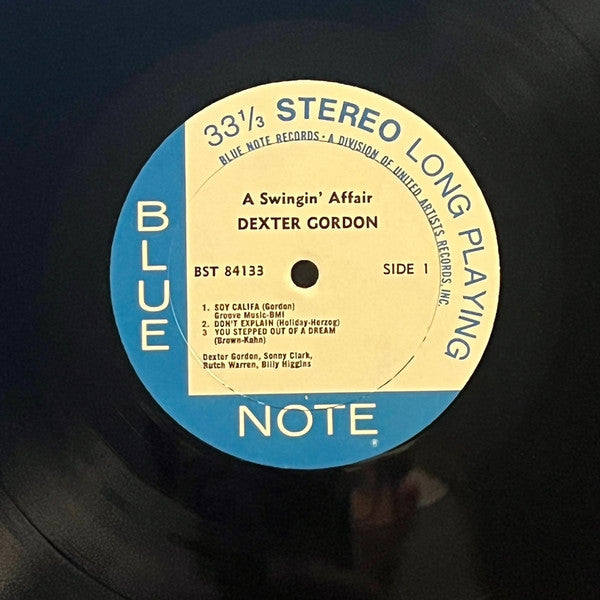 33⅓ STEREO LONG PLAYING
BLUE NOTE RECORDS • A DIVISION OF UNITED ARTISTS RECORDS, INC.
A Swingin' Affair
DEXTER GORDON
BLUE
BST 84133
SIDE 1
1. SOY CALIFA (Gordon)
Groove Music-BMI
2. DON'T EXPLAIN (Holiday-Herzog)
3 YOU STEPPED OUT OF A DREAM
(Brown-Kahn)
Dexter Gordon, Sonny Clark,
Butch Warren, Billy Higgins
NOTE
®